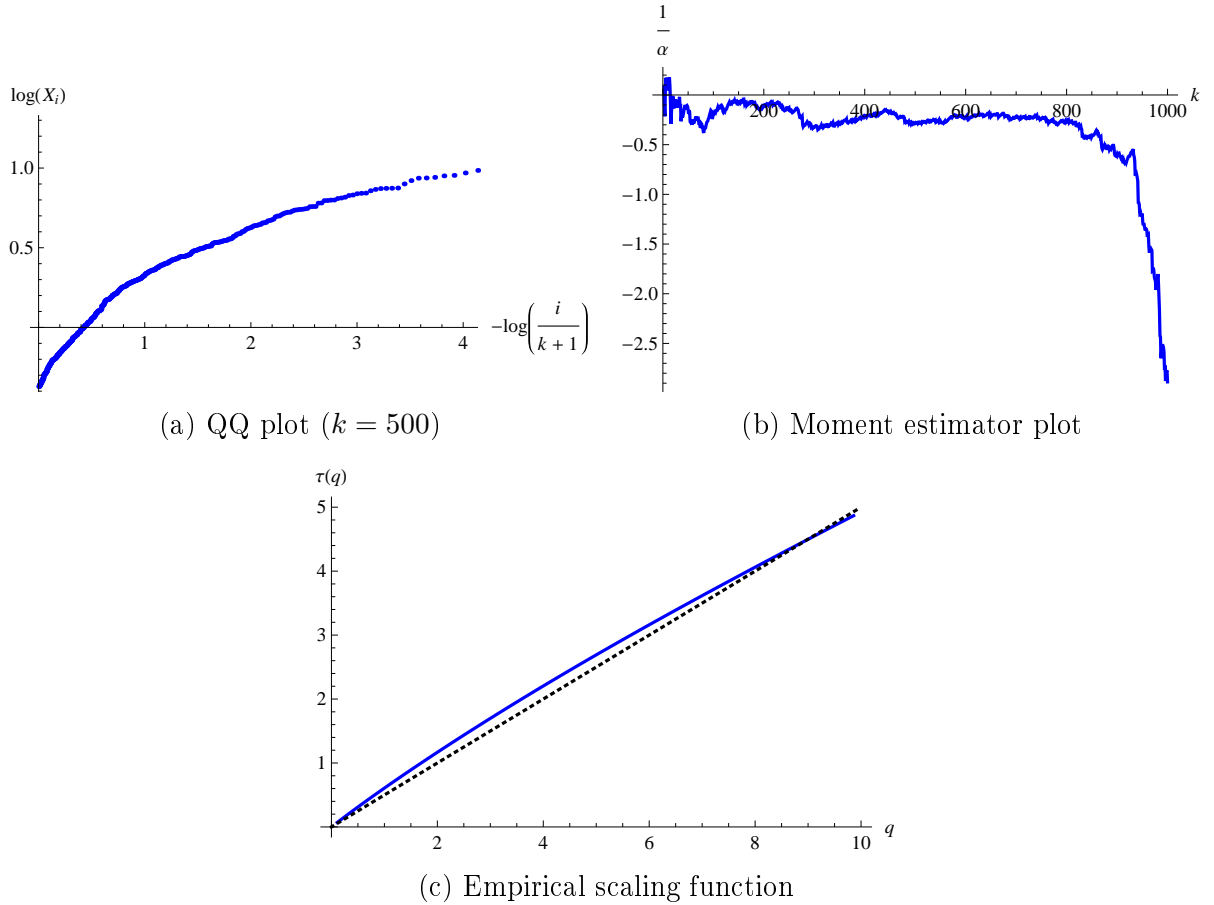 log(X_i)
1.0
0.5
1 2 3 4
−log(i/(k + 1))
(a) QQ plot (k = 500)
1/α
200 400 600 800 1000 k
−0.5
−1.0
−1.5
−2.0
−2.5
(b) Moment estimator plot
τ(q)
5
4
3
2
1
2 4 6 8 10 q
(c) Empirical scaling function